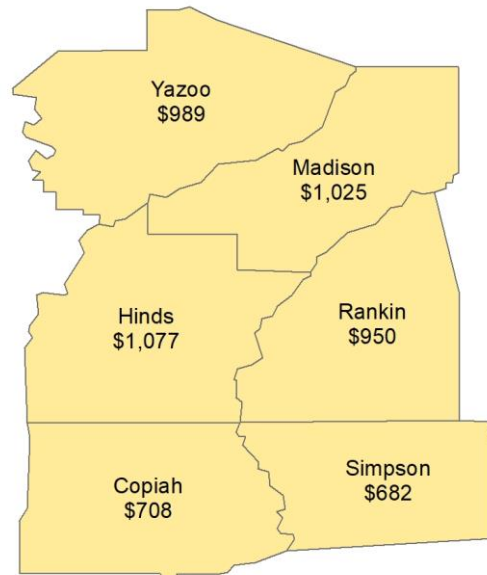 Yazoo
$989
Madison
$1,025
Hinds
$1,077
Rankin
$950
Copiah
$708
Simpson
$682